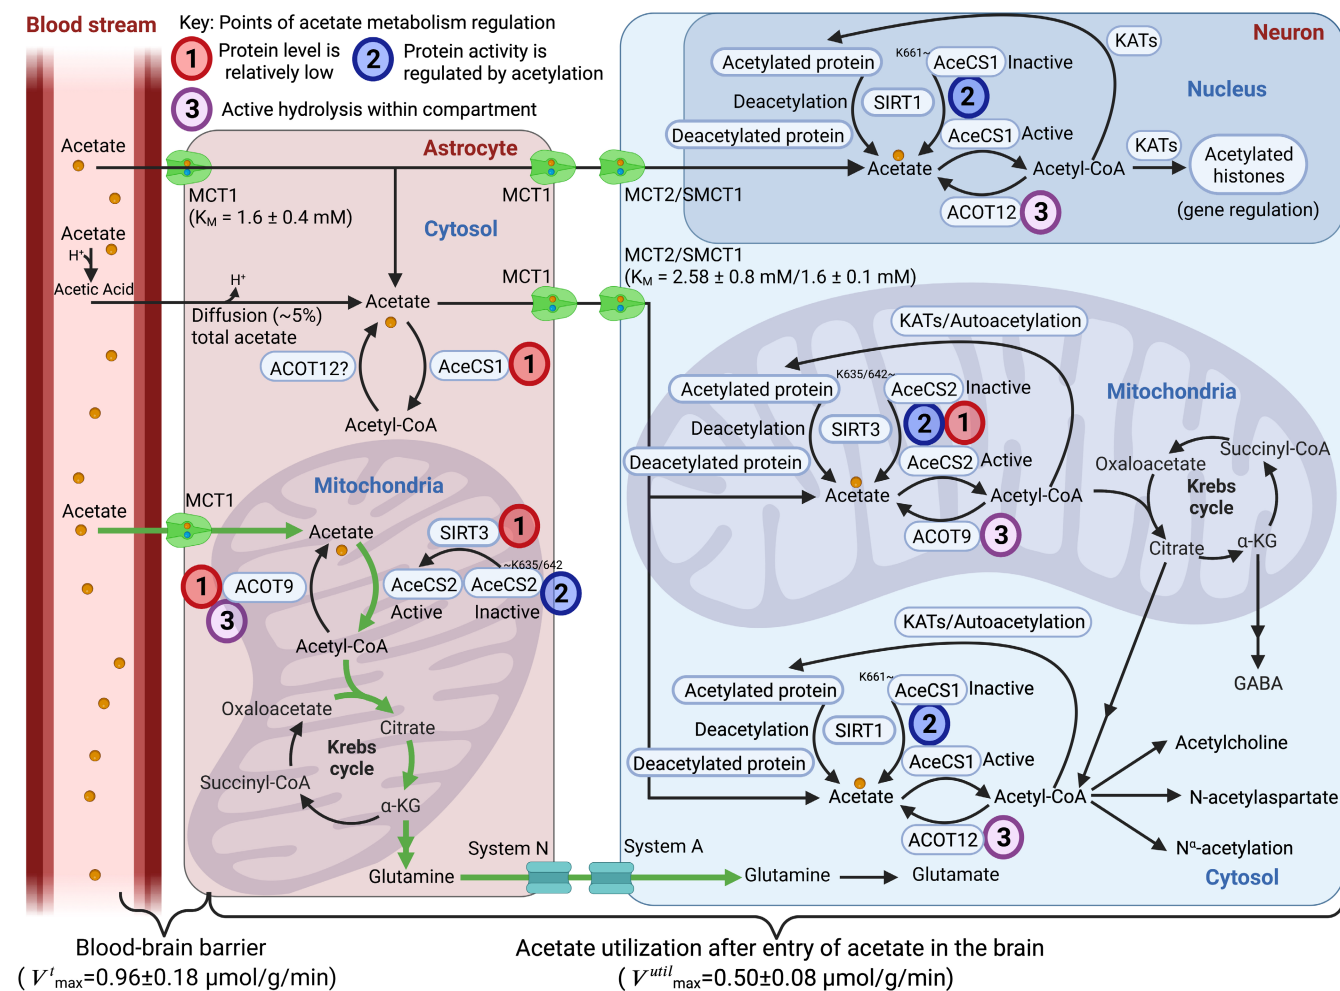 Blood stream
Key: Points of acetate metabolism regulation
1
Protein level is
relatively low
2
Protein activity is
regulated by acetylation
3
Active hydrolysis within compartment
Acetate
Acetate
H⁺
Acetic Acid
Acetate
Astrocyte
MCT1
(K_M = 1.6 ± 0.4 mM)
Cytosol
MCT1
H⁺
Diffusion (~5%)
total acetate
Acetate
MCT1
ACOT12?
AceCS1
1
Acetyl-CoA
Mitochondria
MCT1
Acetate
SIRT3
1
~K635/642
AceCS2
AceCS2
2
Active
Inactive
1
ACOT9
3
Acetyl-CoA
Oxaloacetate
Citrate
Krebs
cycle
Succinyl-CoA
α-KG
Glutamine
System N
Neuron
Nucleus
KATs
Acetylated protein
K661~
AceCS1
Inactive
Deacetylation
SIRT1
2
Deacetylated protein
AceCS1
Active
Acetate
Acetyl-CoA
KATs
Acetylated
histones
(gene regulation)
ACOT12
3
MCT2/SMCT1
MCT2/SMCT1
(K_M = 2.58 ± 0.8 mM/1.6 ± 0.1 mM)
KATs/Autoacetylation
Mitochondria
Acetylated protein
K635/642~
AceCS2
Inactive
Deacetylation
SIRT3
2
1
Deacetylated protein
AceCS2
Active
Acetate
Acetyl-CoA
ACOT9
3
Oxaloacetate
Succinyl-CoA
Krebs
cycle
Citrate
α-KG
GABA
KATs/Autoacetylation
Acetylated protein
K661~
AceCS1
Inactive
Deacetylation
SIRT1
2
Deacetylated protein
AceCS1
Active
Acetate
Acetyl-CoA
ACOT12
3
Acetylcholine
N-acetylaspartate
Nᵅ-acetylation
Cytosol
System A
Glutamine
Glutamate
Blood-brain barrier
( V^t_max=0.96±0.18 μmol/g/min)
Acetate utilization after entry of acetate in the brain
( V^util_max=0.50±0.08 μmol/g/min)